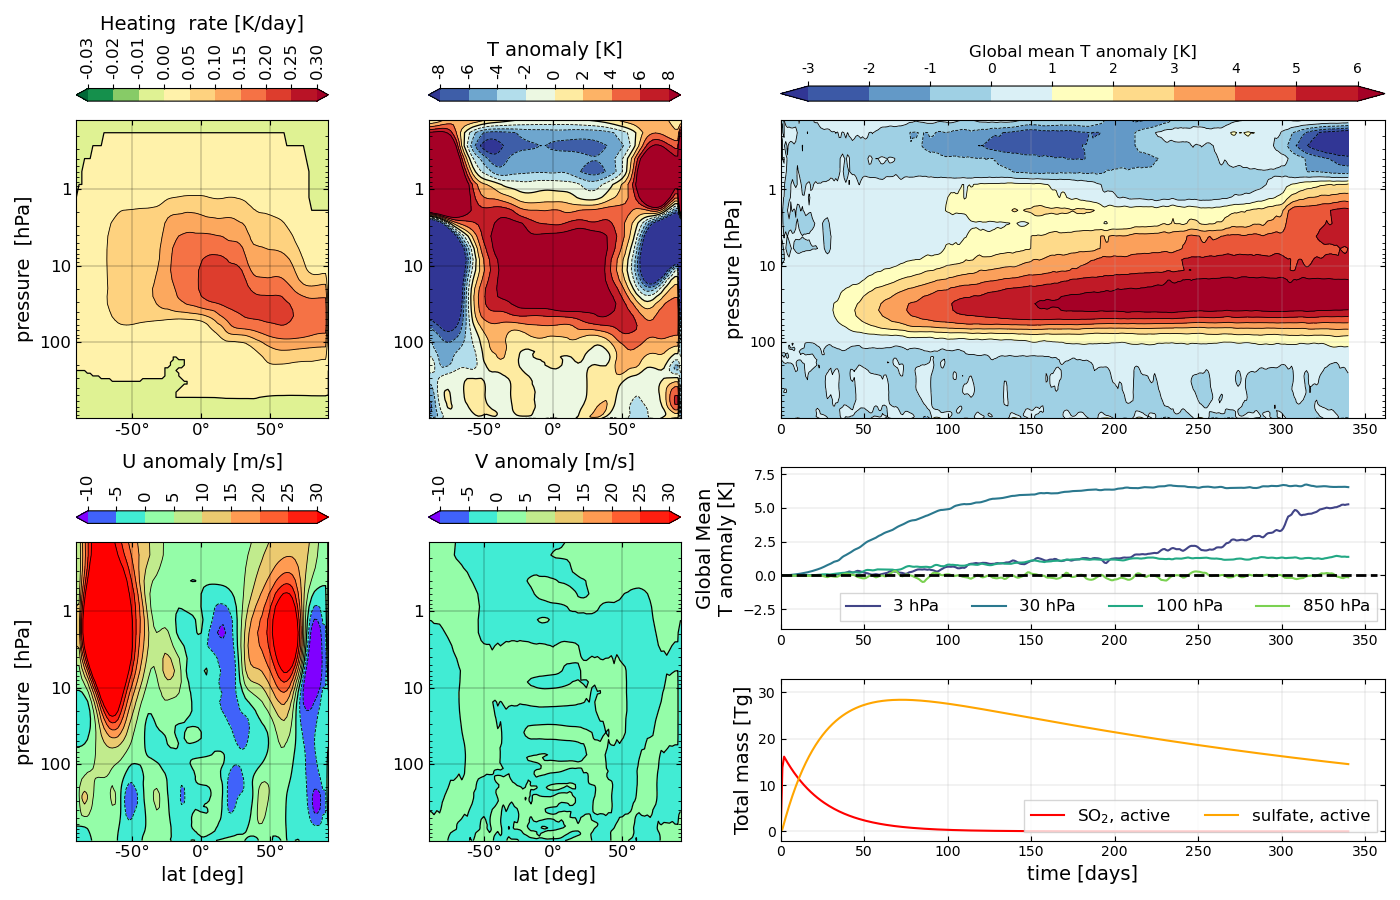 Heating  rate [K/day]
-0.03 -0.02 -0.01 0.00 0.05 0.10 0.15 0.20 0.25 0.30
pressure  [hPa]
1
10
100
-50° 0° 50°
T anomaly [K]
-8 -6 -4 -2 0 2 4 6 8
1
10
100
-50° 0° 50°
Global mean T anomaly [K]
-3 -2 -1 0 1 2 3 4 5 6
pressure  [hPa]
1
10
100
0 50 100 150 200 250 300 350
U anomaly [m/s]
-10 -5 0 5 10 15 20 25 30
pressure  [hPa]
1
10
100
-50° 0° 50°
lat [deg]
V anomaly [m/s]
-10 -5 0 5 10 15 20 25 30
1
10
100
-50° 0° 50°
lat [deg]
Global Mean
T anomaly [K]
7.5
5.0
2.5
0.0
−2.5
3 hPa 30 hPa 100 hPa 850 hPa
0 50 100 150 200 250 300 350
Total mass [Tg]
30
20
10
0
SO₂, active sulfate, active
0 50 100 150 200 250 300 350
time [days]